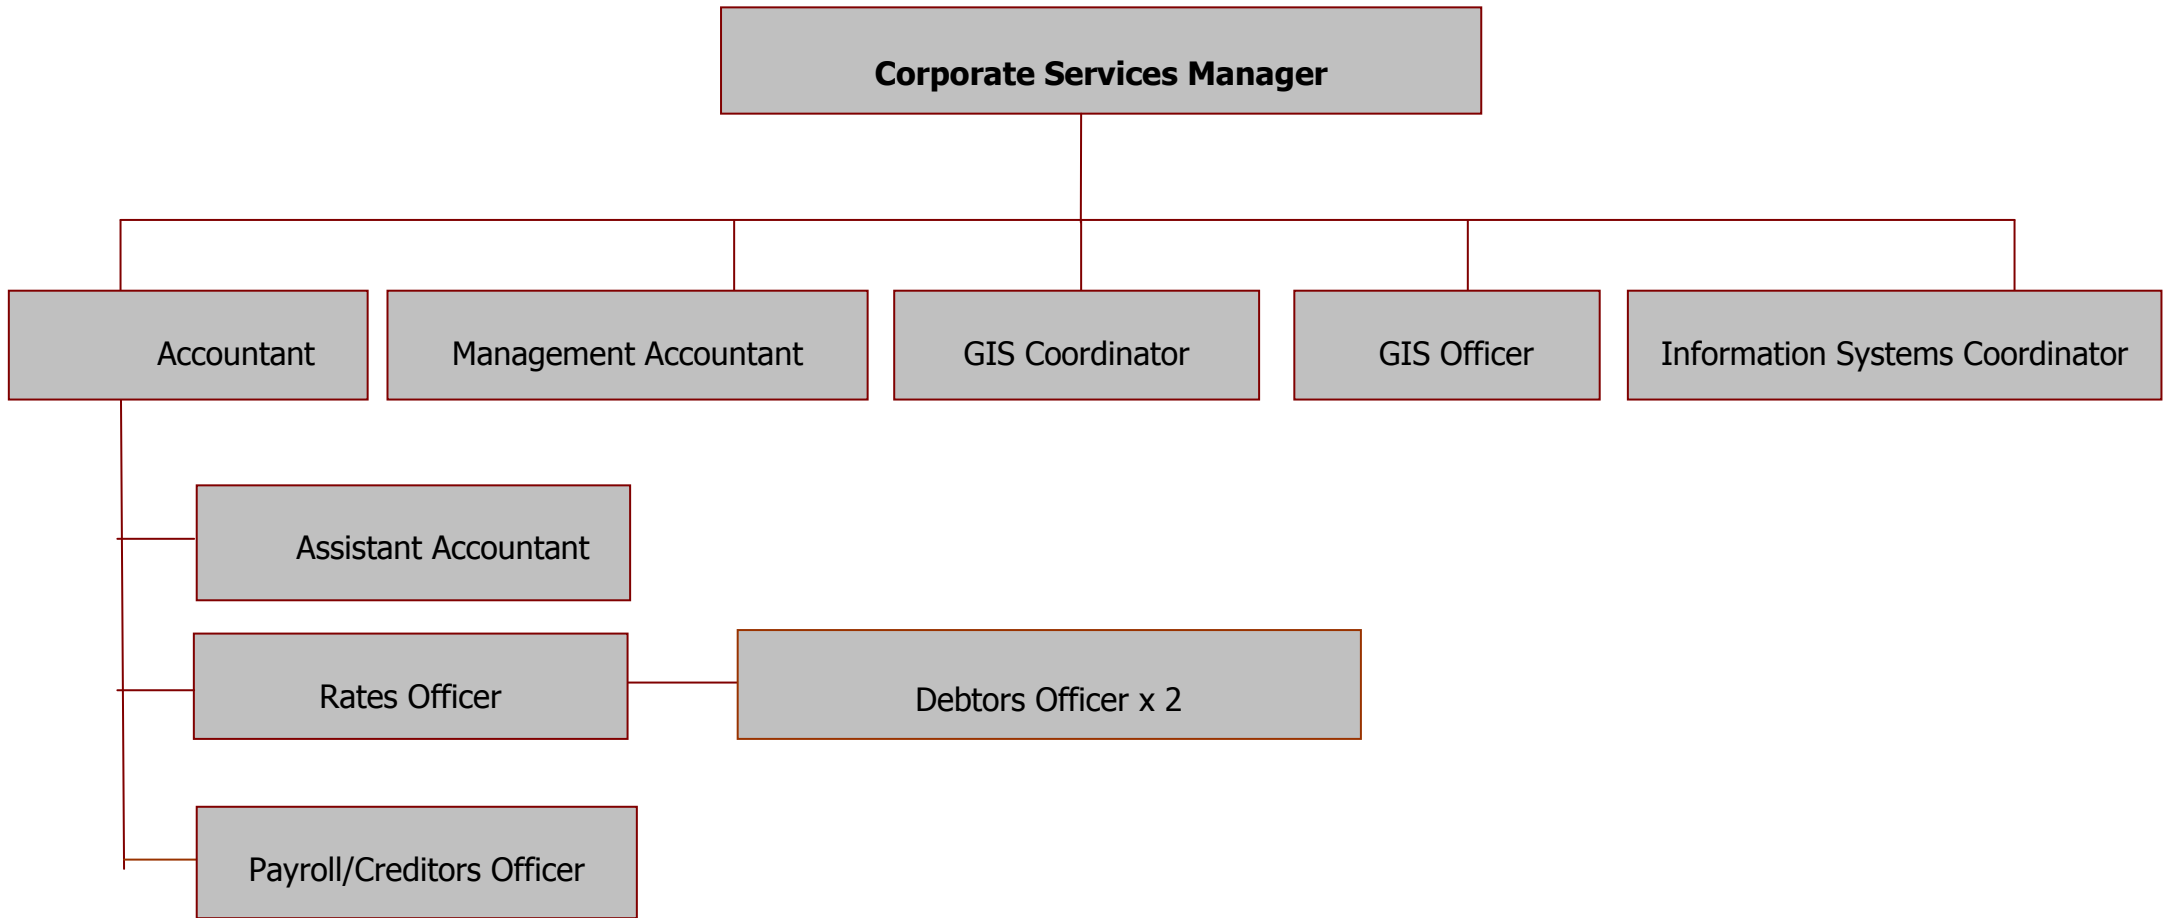 Corporate Services Manager
Accountant
Management Accountant
GIS Coordinator
GIS Officer
Information Systems Coordinator
Assistant Accountant
Rates Officer
Debtors Officer x 2
Payroll/Creditors Officer